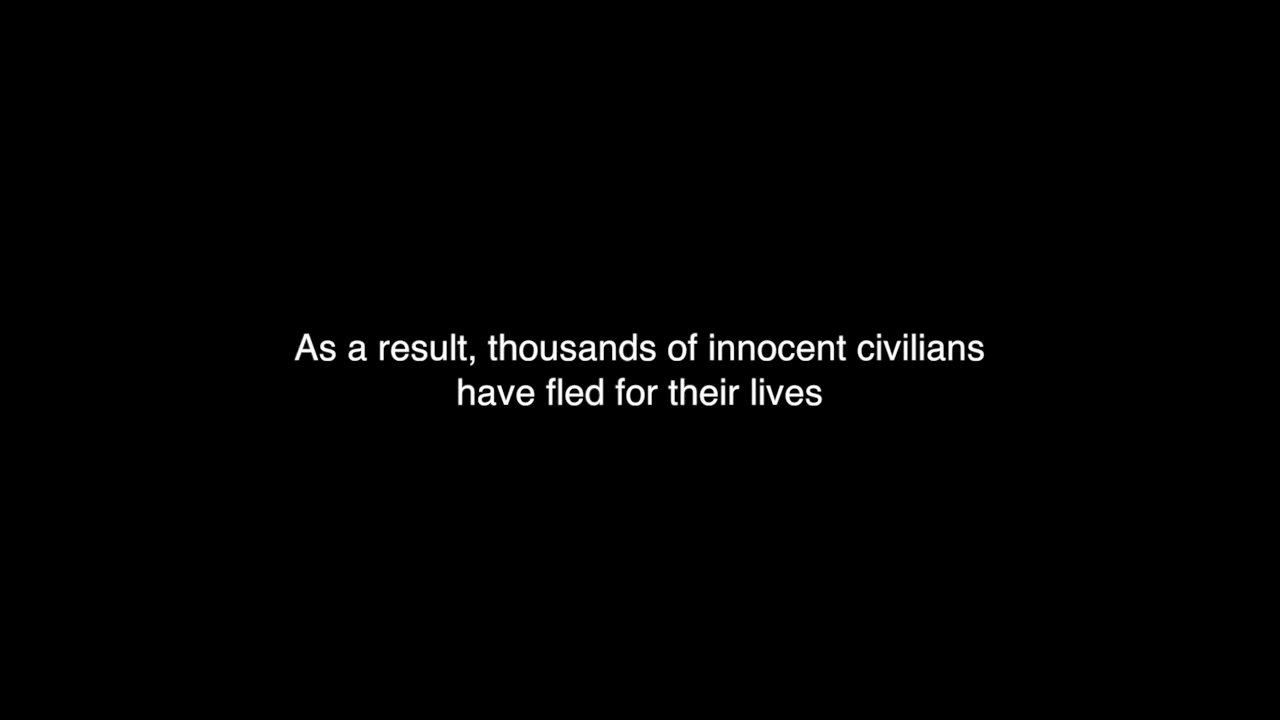 As a result, thousands of innocent civilians
have fled for their lives